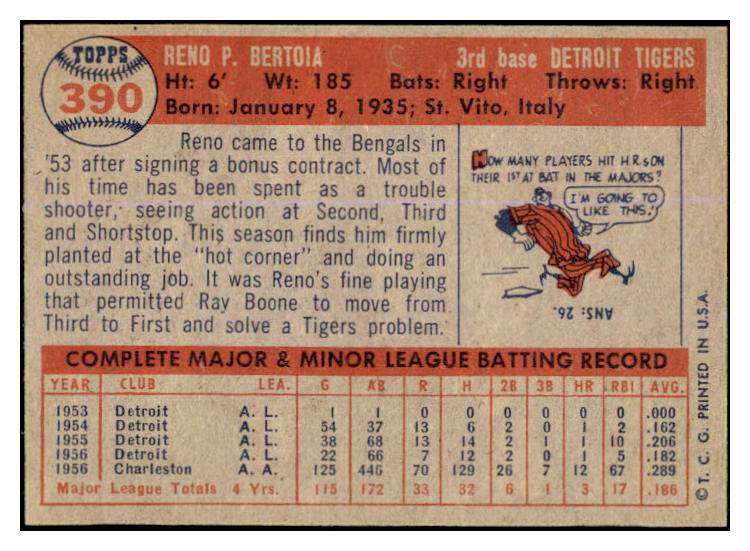 TOPPS
390
RENO P. BERTOIA 3rd base DETROIT TIGERS
Ht: 6' Wt: 185 Bats: Right Throws: Right
Born: January 8, 1935; St. Vito, Italy
Reno came to the Bengals in
'53 after signing a bonus contract. Most of
his time has been spent as a trouble
shooter, seeing action at Second, Third
and Shortstop. This season finds him firmly
planted at the "hot corner" and doing an
outstanding job. It was Reno's fine playing
that permitted Ray Boone to move from
Third to First and solve a Tigers problem.
HOW MANY PLAYERS HIT H.R.s ON
THEIR 1ST AT BAT IN THE MAJORS?
I'M GOING TO
LIKE THIS!
ANS: 26.
COMPLETE MAJOR & MINOR LEAGUE BATTING RECORD
YEAR CLUB LEA. G AB R H 2B 3B HR RBI AVG.
1953 Detroit A. L. 1 1 0 0 0 0 0 0 .000
1954 Detroit A. L. 54 37 13 6 2 0 1 2 .162
1955 Detroit A. L. 38 68 13 14 2 1 1 10 .206
1956 Detroit A. L. 22 66 7 12 2 0 1 5 .182
1956 Charleston A. A. 125 446 70 129 26 7 12 67 .289
Major League Totals 4 Yrs. 115 172 33 32 6 1 3 17 .186
© T. C. G. PRINTED IN U.S.A.